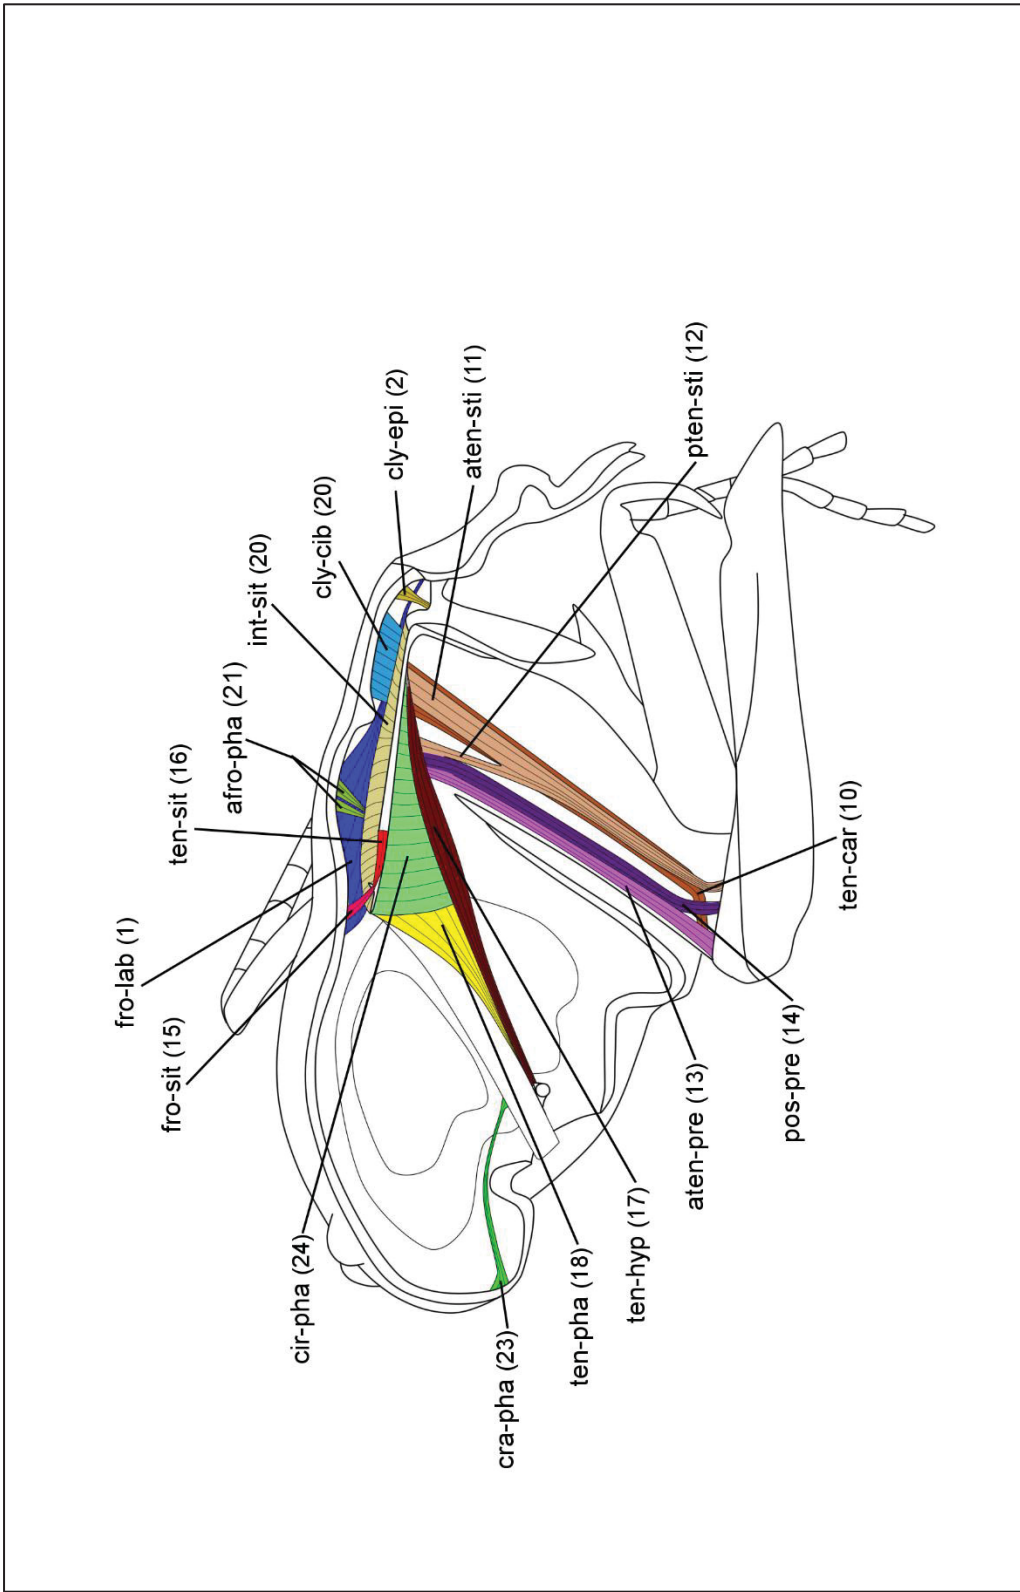 fro-sit (15)
fro-lab (1)
ten-sit (16)
afro-pha (21)
int-sit (20)
cly-cib (20)
cly-epi (2)
aten-sti (11)
pten-sti (12)
cir-pha (24)
cra-pha (23)
ten-pha (18)
ten-hyp (17)
aten-pre (13)
pos-pre (14)
ten-car (10)